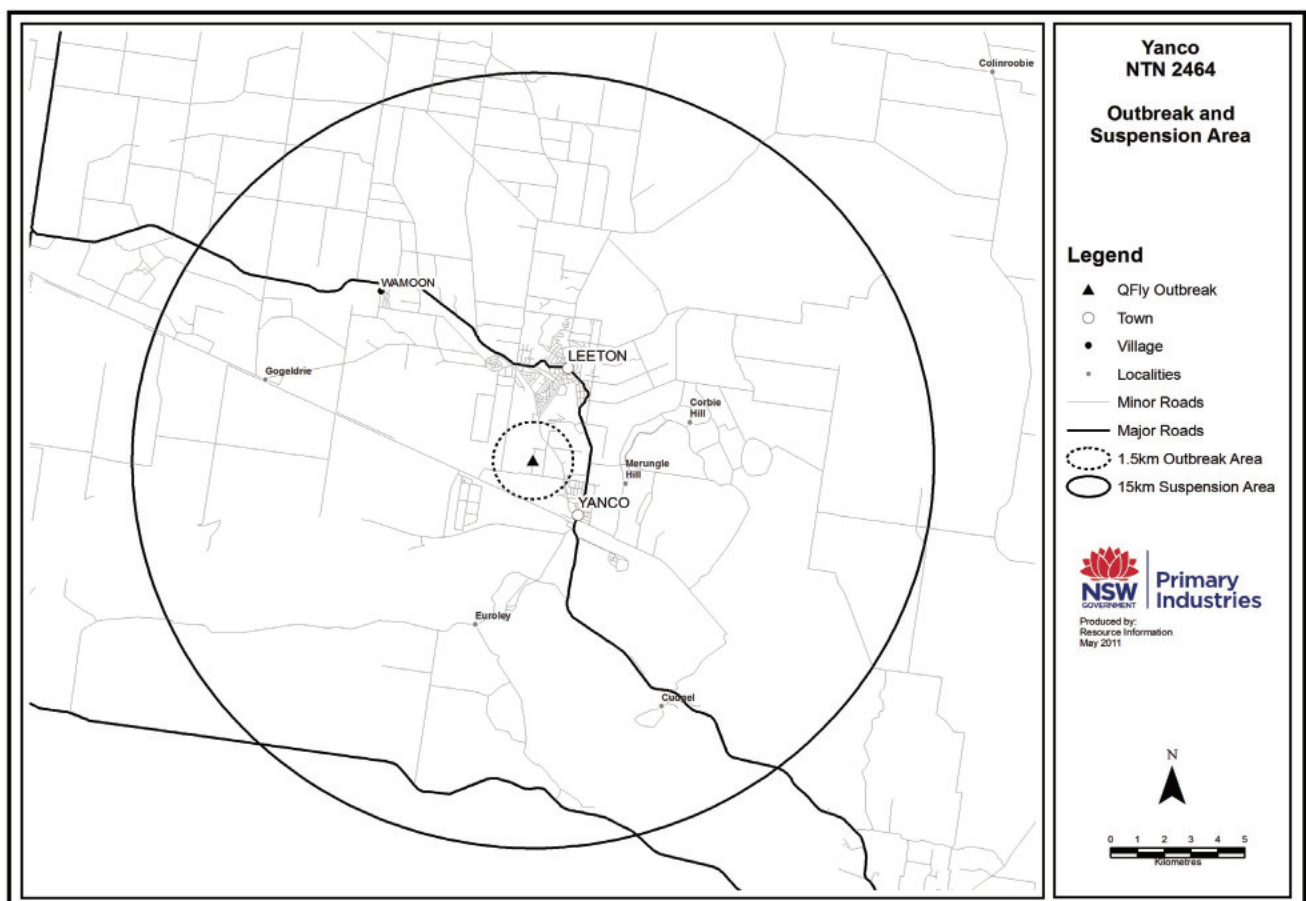 Colinroobie
WAMOON
LEETON
Gogeldrie
Corbie
Hill
Merungle
Hill
YANCO
Euroley
Cudgel
Yanco
NTN 2464
Outbreak and
Suspension Area
Legend
QFly Outbreak
Town
Village
Localities
Minor Roads
Major Roads
1.5km Outbreak Area
15km Suspension Area
NSW
GOVERNMENT
Primary
Industries
Produced by:
Resource Information
May 2011
N
0 1 2 3 4 5
Kilometres